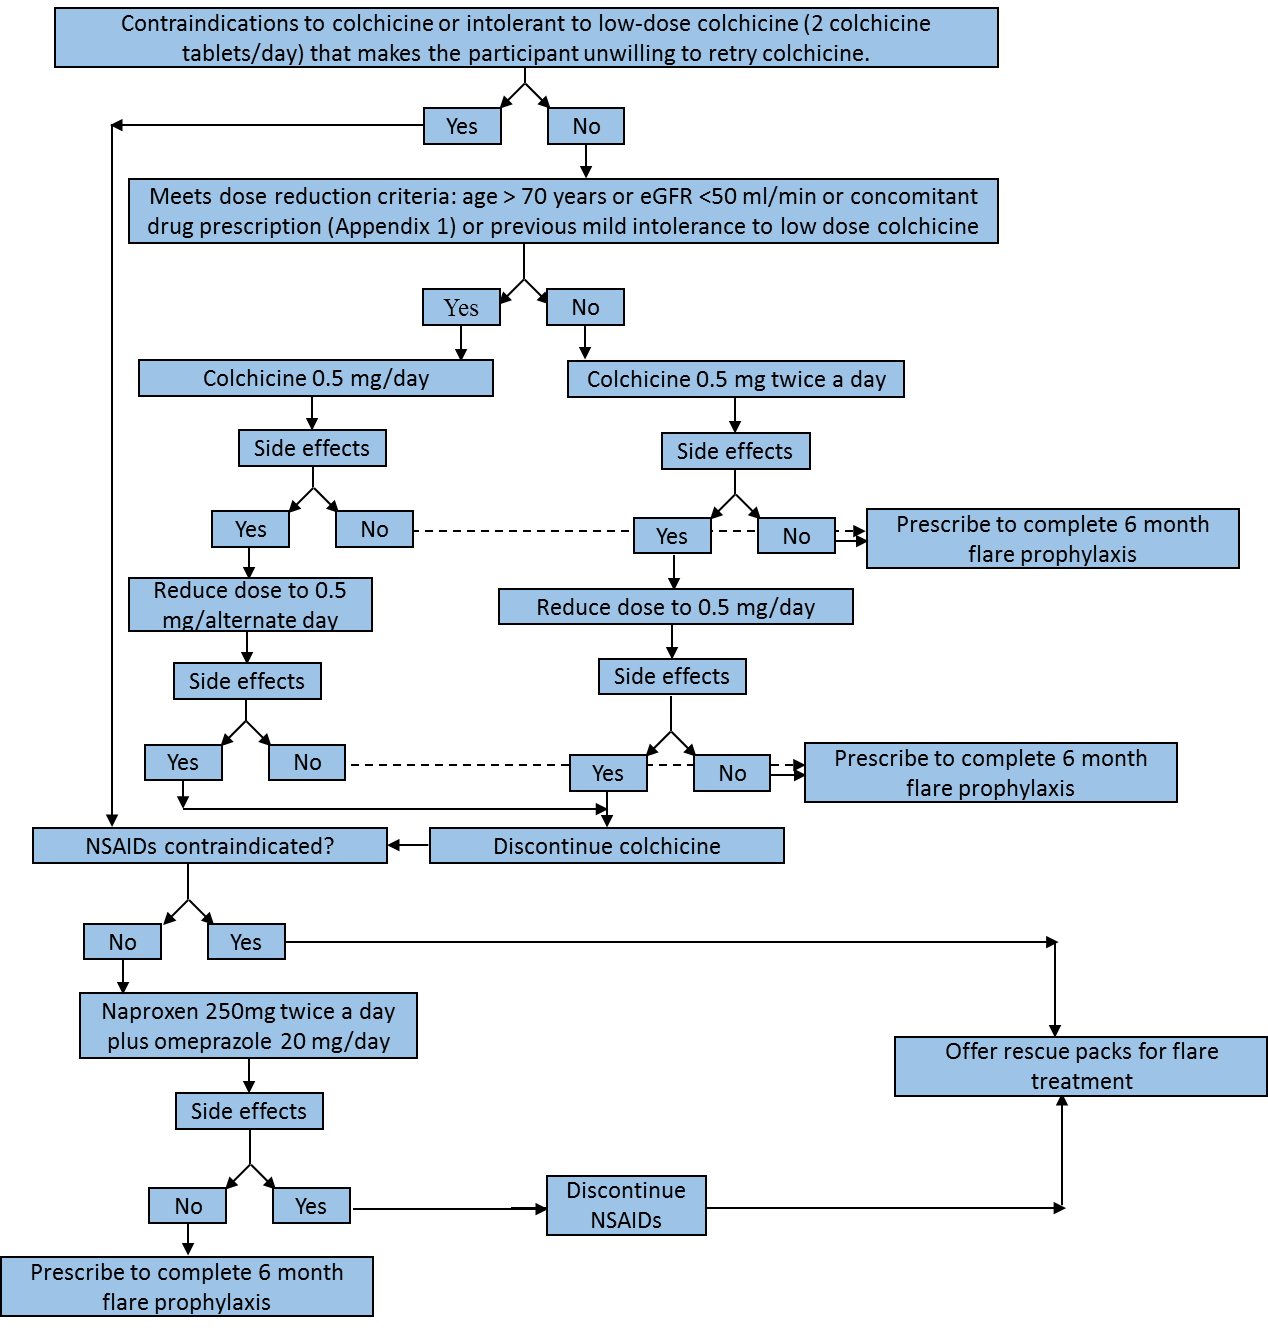 Contraindications to colchicine or intolerant to low-dose colchicine (2 colchicine
tablets/day) that makes the participant unwilling to retry colchicine.
Yes
No
Meets dose reduction criteria: age > 70 years or eGFR <50 ml/min or concomitant
drug prescription (Appendix 1) or previous mild intolerance to low dose colchicine
Yes
No
Colchicine 0.5 mg/day
Colchicine 0.5 mg twice a day
Side effects
Side effects
Yes
No
Yes
No
Prescribe to complete 6 month
flare prophylaxis
Reduce dose to 0.5
mg/alternate day
Reduce dose to 0.5 mg/day
Side effects
Side effects
Yes
No
Yes
No
Prescribe to complete 6 month
flare prophylaxis
NSAIDs contraindicated?
Discontinue colchicine
No
Yes
Naproxen 250mg twice a day
plus omeprazole 20 mg/day
Offer rescue packs for flare
treatment
Side effects
No
Yes
Discontinue
NSAIDs
Prescribe to complete 6 month
flare prophylaxis